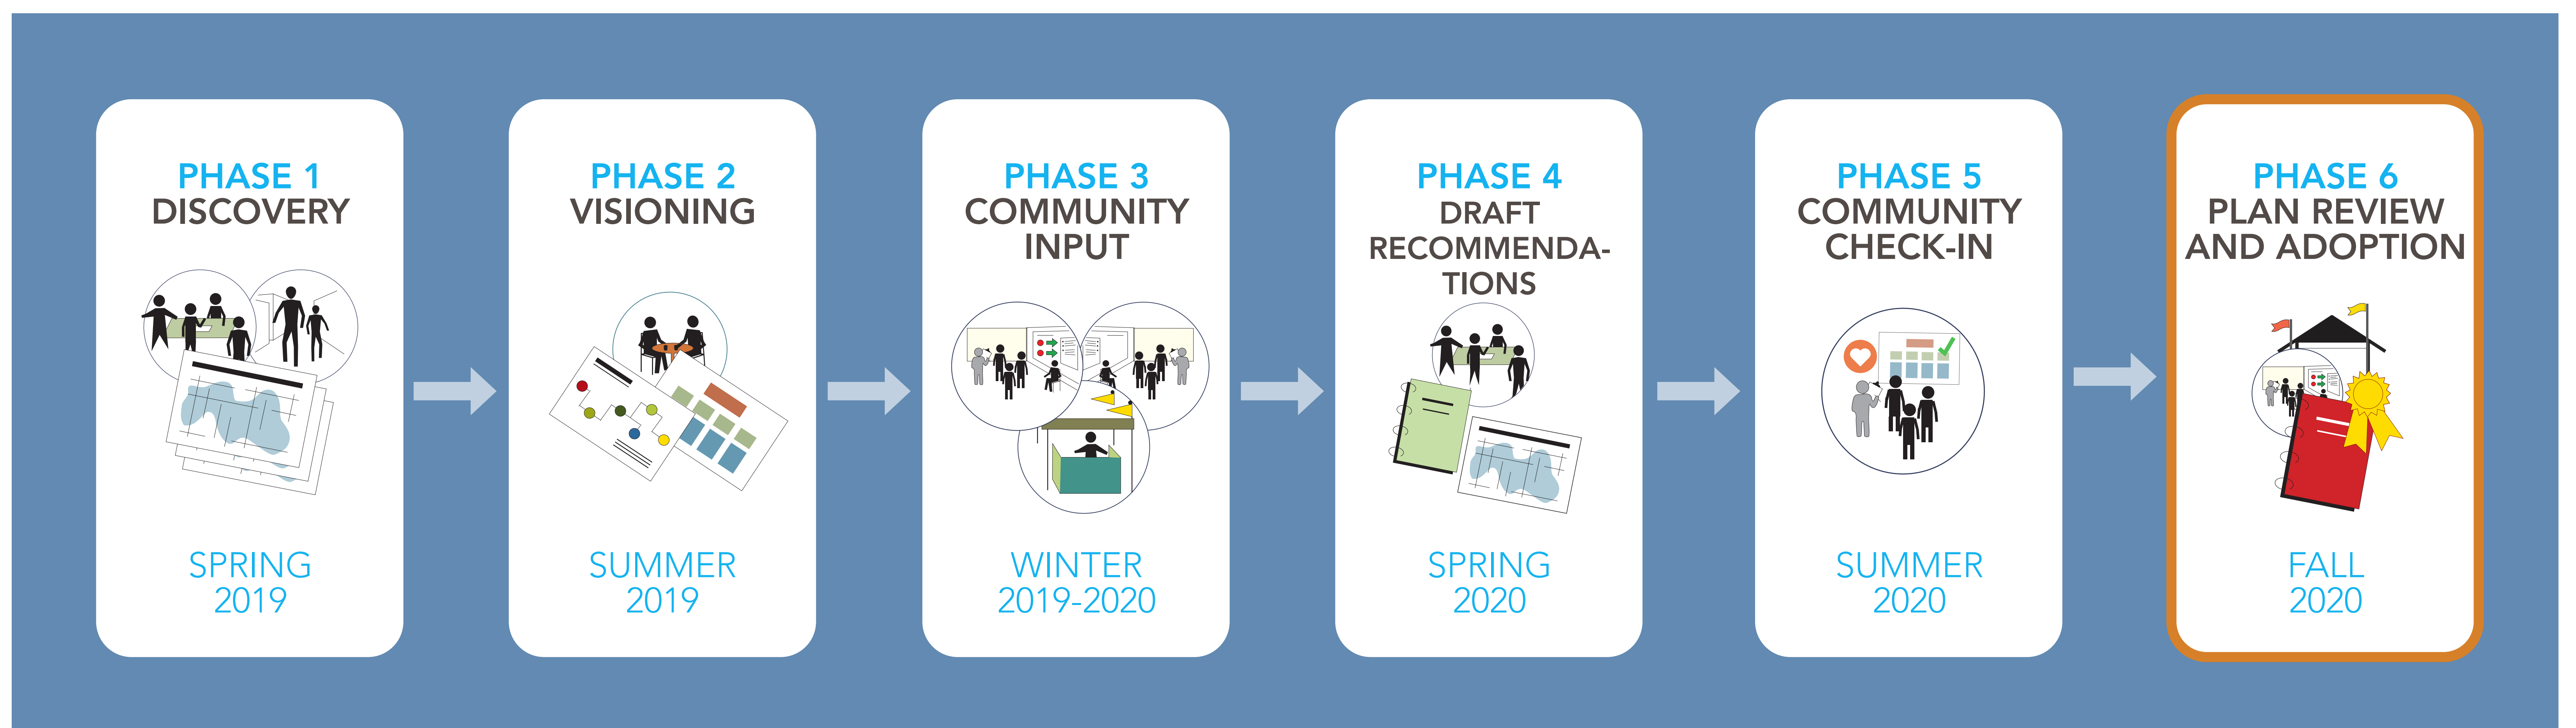 PHASE 1
DISCOVERY
SPRING
2019
PHASE 2
VISIONING
SUMMER
2019
PHASE 3
COMMUNITY
INPUT
WINTER
2019-2020
PHASE 4
DRAFT
RECOMMENDA-
TIONS
SPRING
2020
PHASE 5
COMMUNITY
CHECK-IN
SUMMER
2020
PHASE 6
PLAN REVIEW
AND ADOPTION
FALL
2020